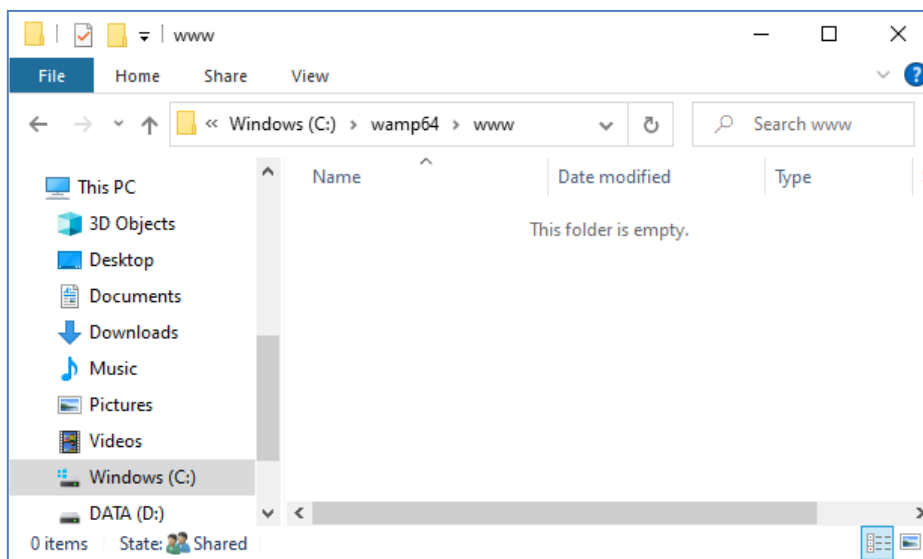 www
File Home Share View ?
« Windows (C:) › wamp64 › www Search www
Name Date modified Type
This folder is empty.
This PC
3D Objects
Desktop
Documents
Downloads
Music
Pictures
Videos
Windows (C:)
DATA (D:)
0 items State: Shared